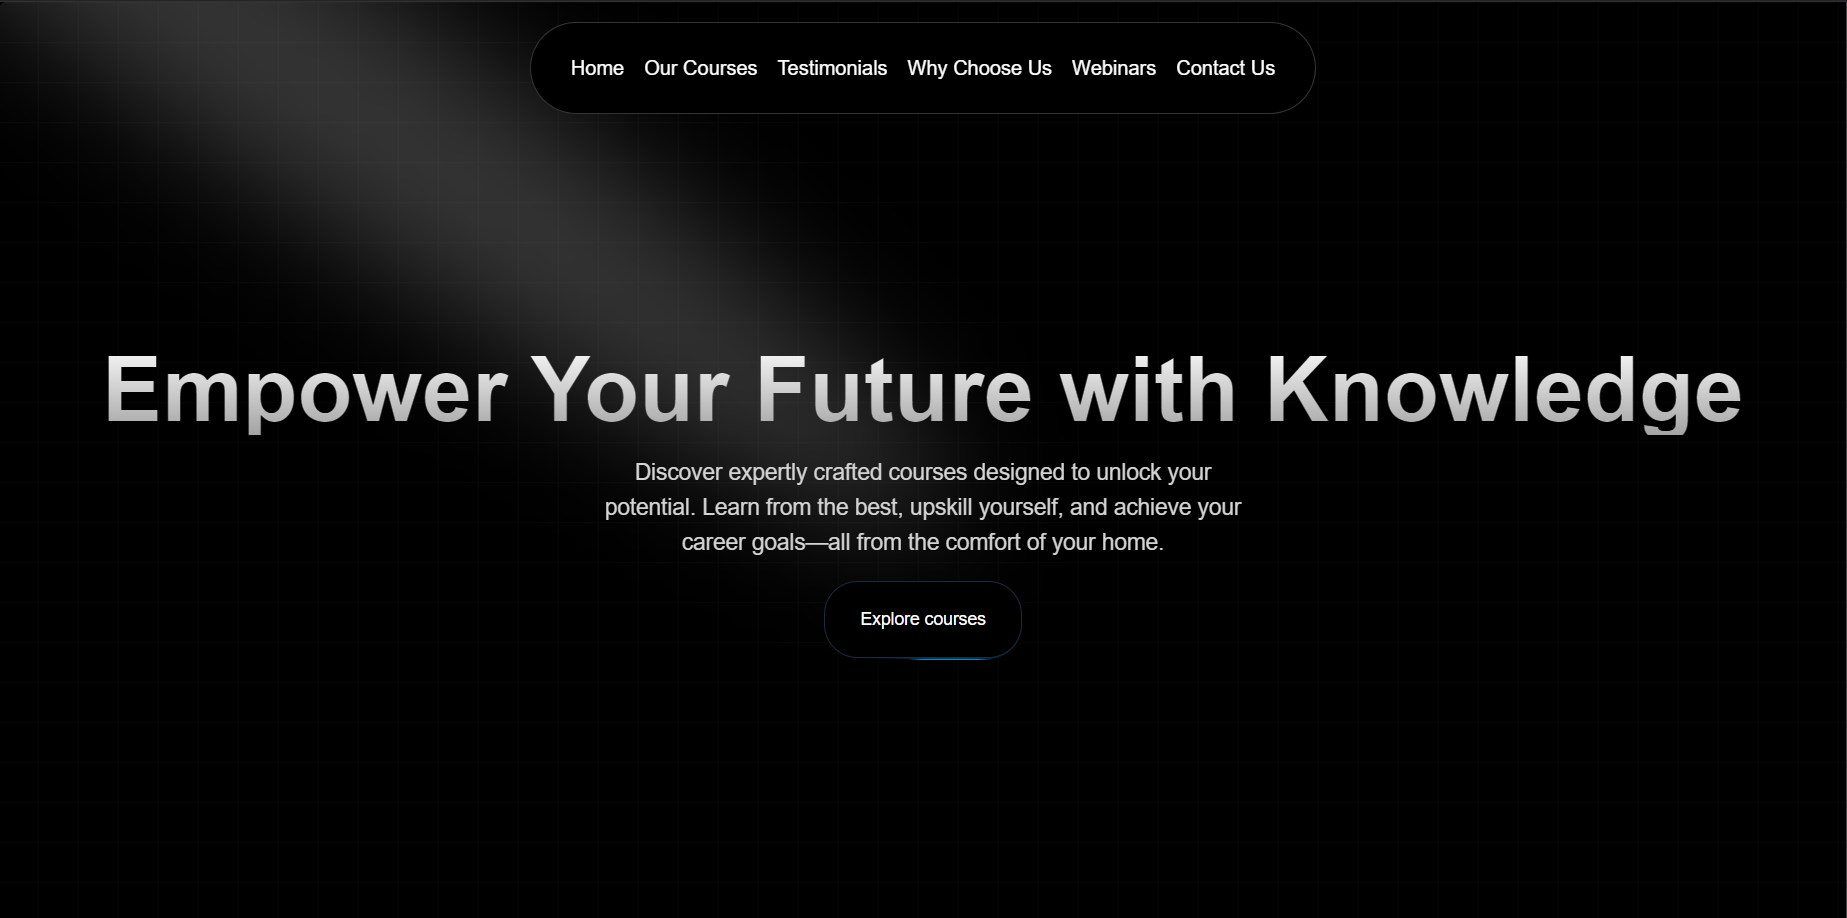 Home Our Courses Testimonials Why Choose Us Webinars Contact Us
Empower Your Future with Knowledge
Discover expertly crafted courses designed to unlock your
potential. Learn from the best, upskill yourself, and achieve your
career goals—all from the comfort of your home.
Explore courses